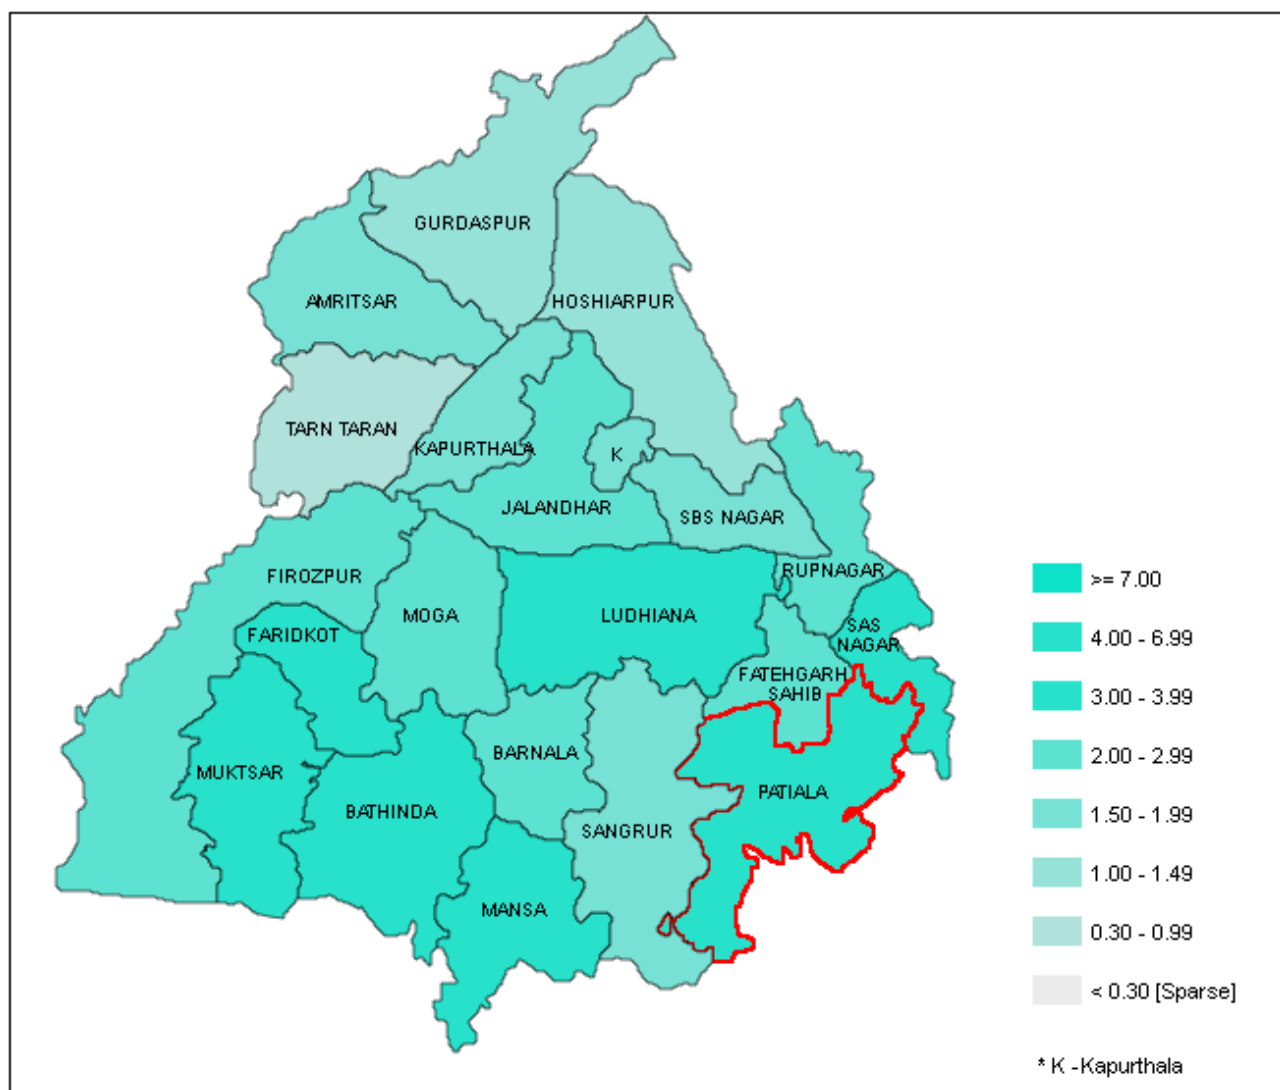 GURDASPUR
AMRITSAR
HOSHIARPUR
TARN TARAN
KAPURTHALA
K
JALANDHAR
SBS NAGAR
FIROZPUR
RUPNAGAR
MOGA
LUDHIANA
FARIDKOT
SAS
NAGAR
FATEHGARH
SAHIB
BARNALA
MUKTSAR
PATIALA
BATHINDA
SANGRUR
MANSA
>= 7.00
4.00 - 6.99
3.00 - 3.99
2.00 - 2.99
1.50 - 1.99
1.00 - 1.49
0.30 - 0.99
< 0.30 [Sparse]
* K -Kapurthala